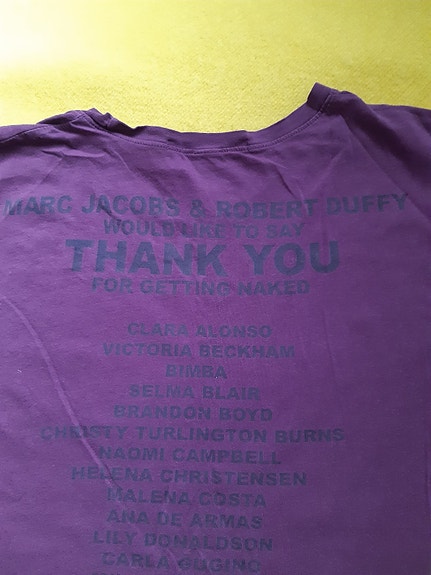 MARC JACOBS & ROBERT DUFFY
WOULD LIKE TO SAY
THANK YOU
FOR GETTING NAKED
CLARA ALONSO
VICTORIA BECKHAM
BIMBA
SELMA BLAIR
BRANDON BOYD
CHRISTY TURLINGTON BURNS
NAOMI CAMPBELL
HELENA CHRISTENSEN
MALENA COSTA
ANA DE ARMAS
LILY DONALDSON
CARLA GUGINO